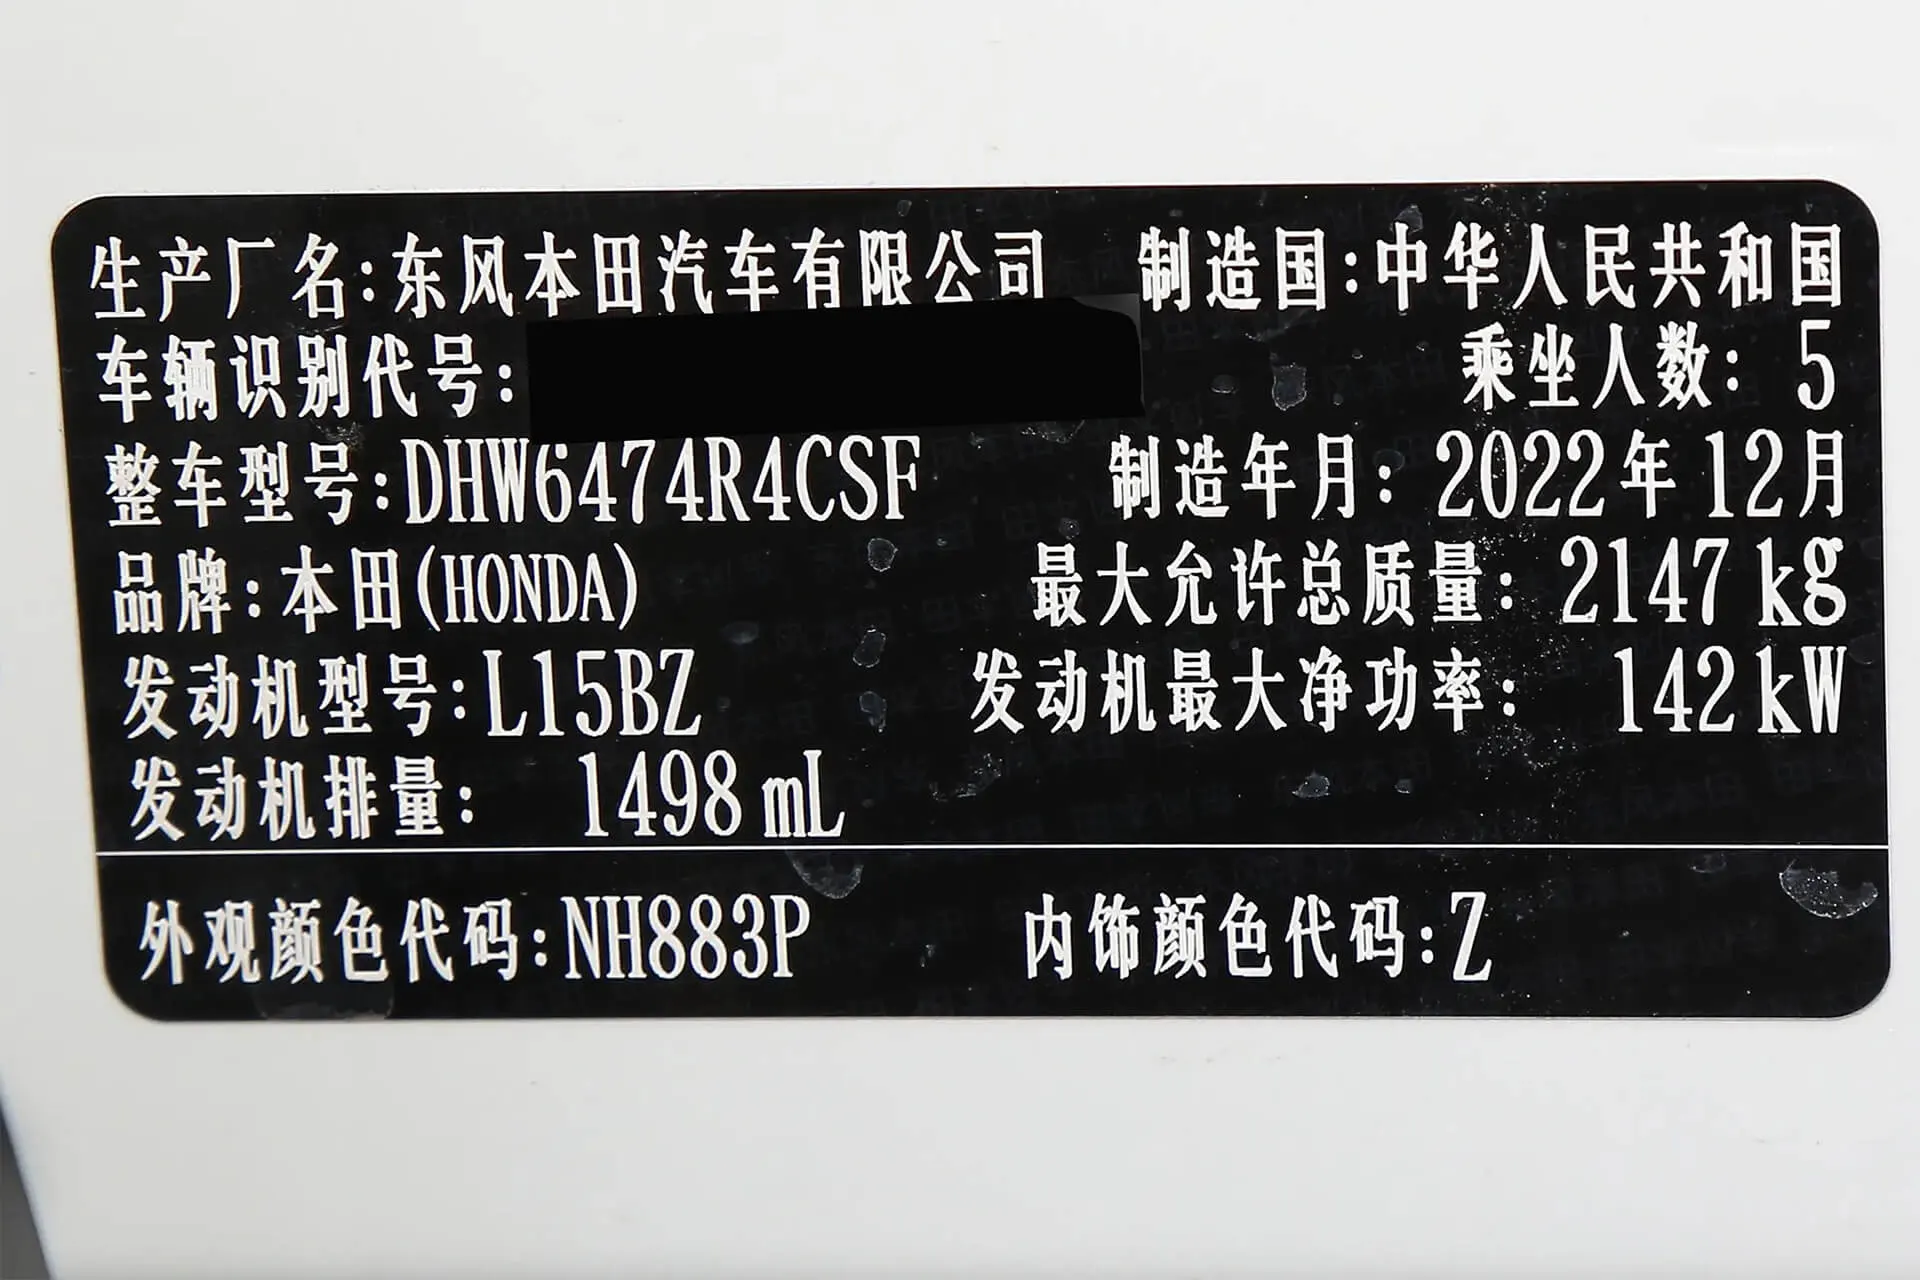 生产厂名:东风本田汽车有限公司 制造国:中华人民共和国
车辆识别代号: 乘坐人数: 5
整车型号:DHW6474R4CSF 制造年月: 2022年12月
品牌:本田(HONDA) 最大允许总质量: 2147 kg
发动机型号:L15BZ 发动机最大净功率: 142 kW
发动机排量: 1498 mL
外观颜色代码:NH883P 内饰颜色代码:Z